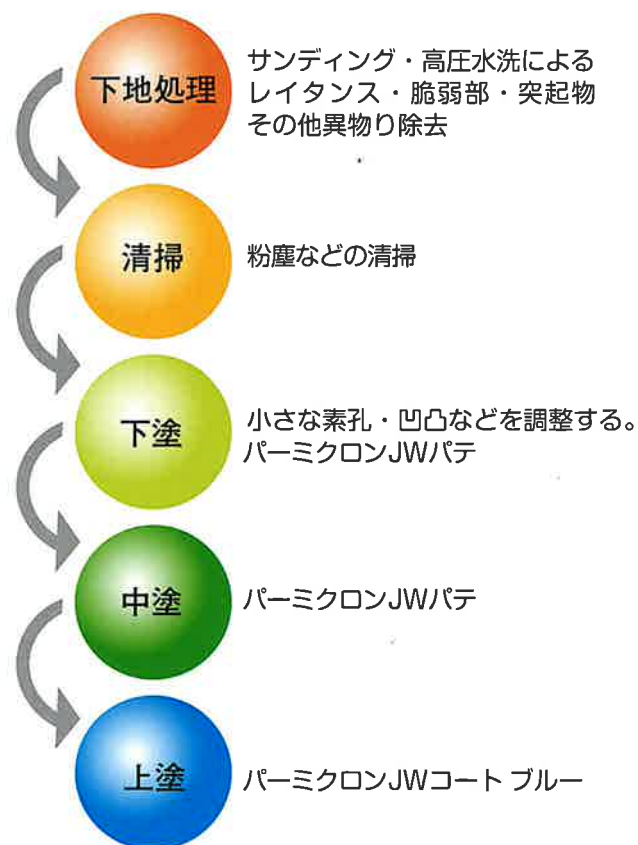 下地処理
サンディング・高圧水洗による
レイタンス・脆弱部・突起物
その他異物り除去
清掃
粉塵などの清掃
下塗
小さな素孔・凹凸などを調整する。
パーミクロンJWパテ
中塗
パーミクロンJWパテ
上塗
パーミクロンJWコート ブルー